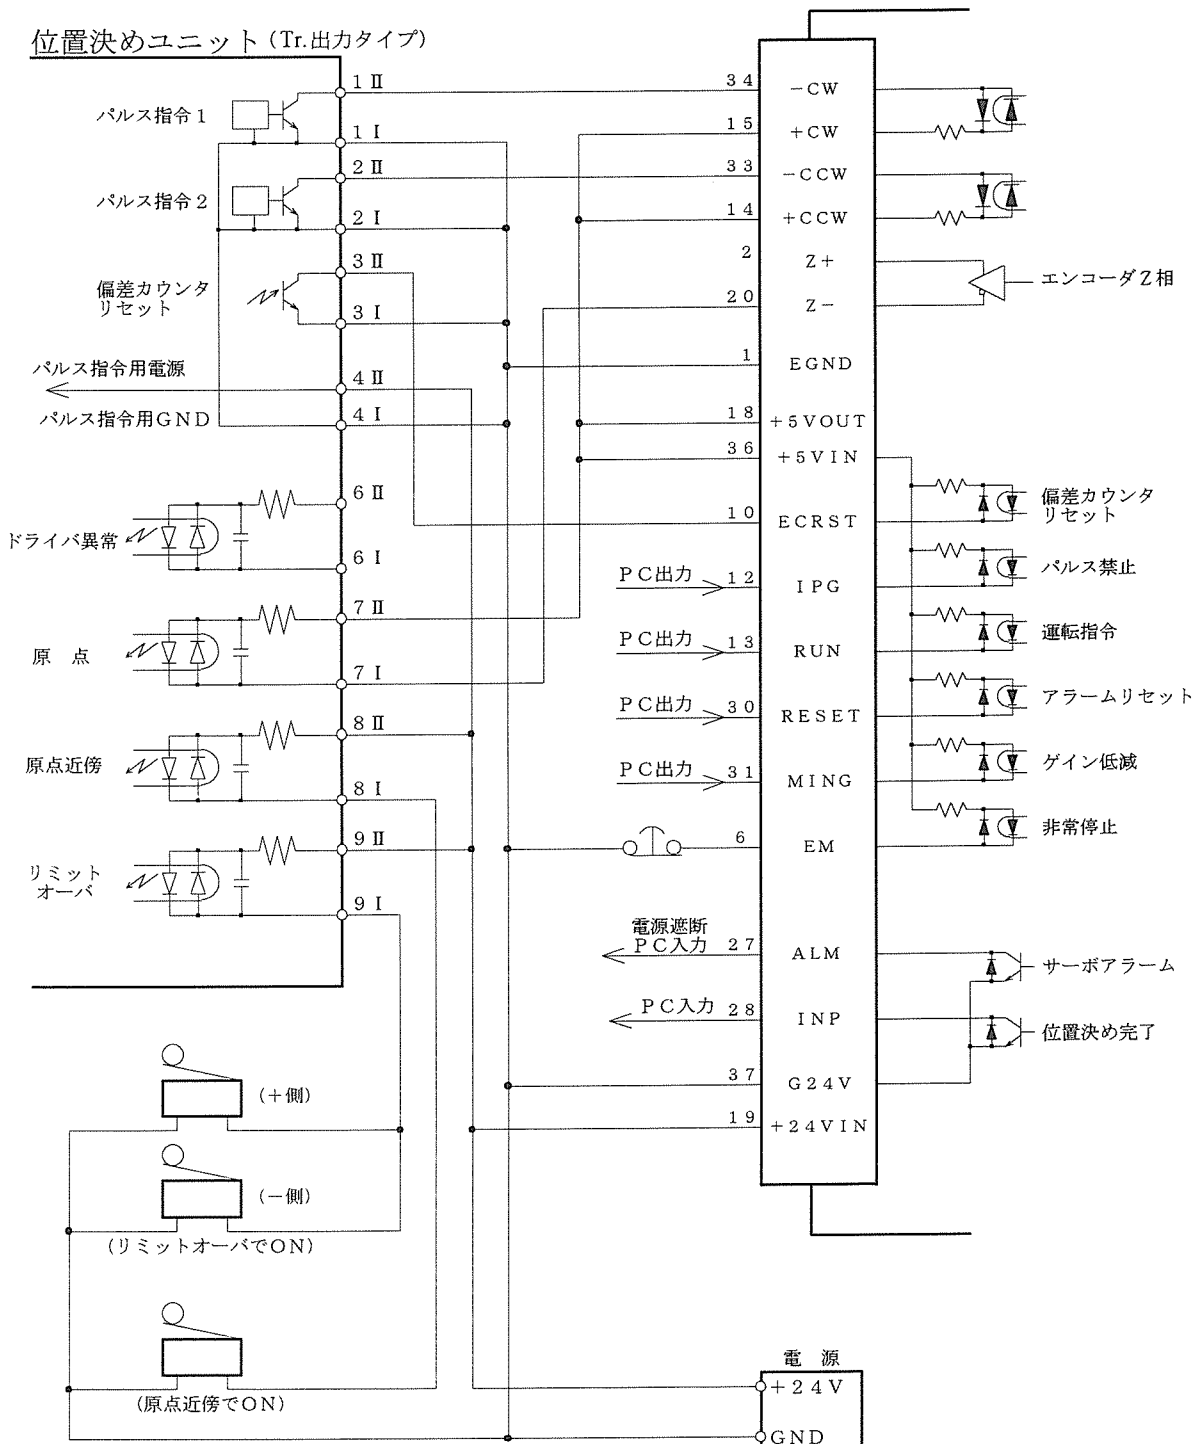 位置決めユニット(Tr.出力タイプ)
パルス指令1
1 Ⅱ
1 Ⅰ
パルス指令2
2 Ⅱ
2 Ⅰ
偏差カウンタ
リセット
3 Ⅱ
3 Ⅰ
パルス指令用電源
4 Ⅱ
パルス指令用GND
4 Ⅰ
ドライバ異常
6 Ⅱ
6 Ⅰ
原 点
7 Ⅱ
7 Ⅰ
原点近傍
8 Ⅱ
8 Ⅰ
リミット
オーバ
9 Ⅱ
9 Ⅰ
(+側)
(-側)
(リミットオーバでON)
(原点近傍でON)
34 -CW
15 +CW
33 -CCW
14 +CCW
2 Z+
20 Z-
エンコーダZ相
1 EGND
18 +5VOUT
36 +5VIN
10 ECRST
偏差カウンタ
リセット
PC出力 12 IPG
パルス禁止
PC出力 13 RUN
運転指令
PC出力 30 RESET
アラームリセット
PC出力 31 MING
ゲイン低減
6 EM
非常停止
電源遮断
PC入力 27 ALM
サーボアラーム
PC入力 28 INP
位置決め完了
37 G24V
19 +24VIN
電 源
+24V
GND